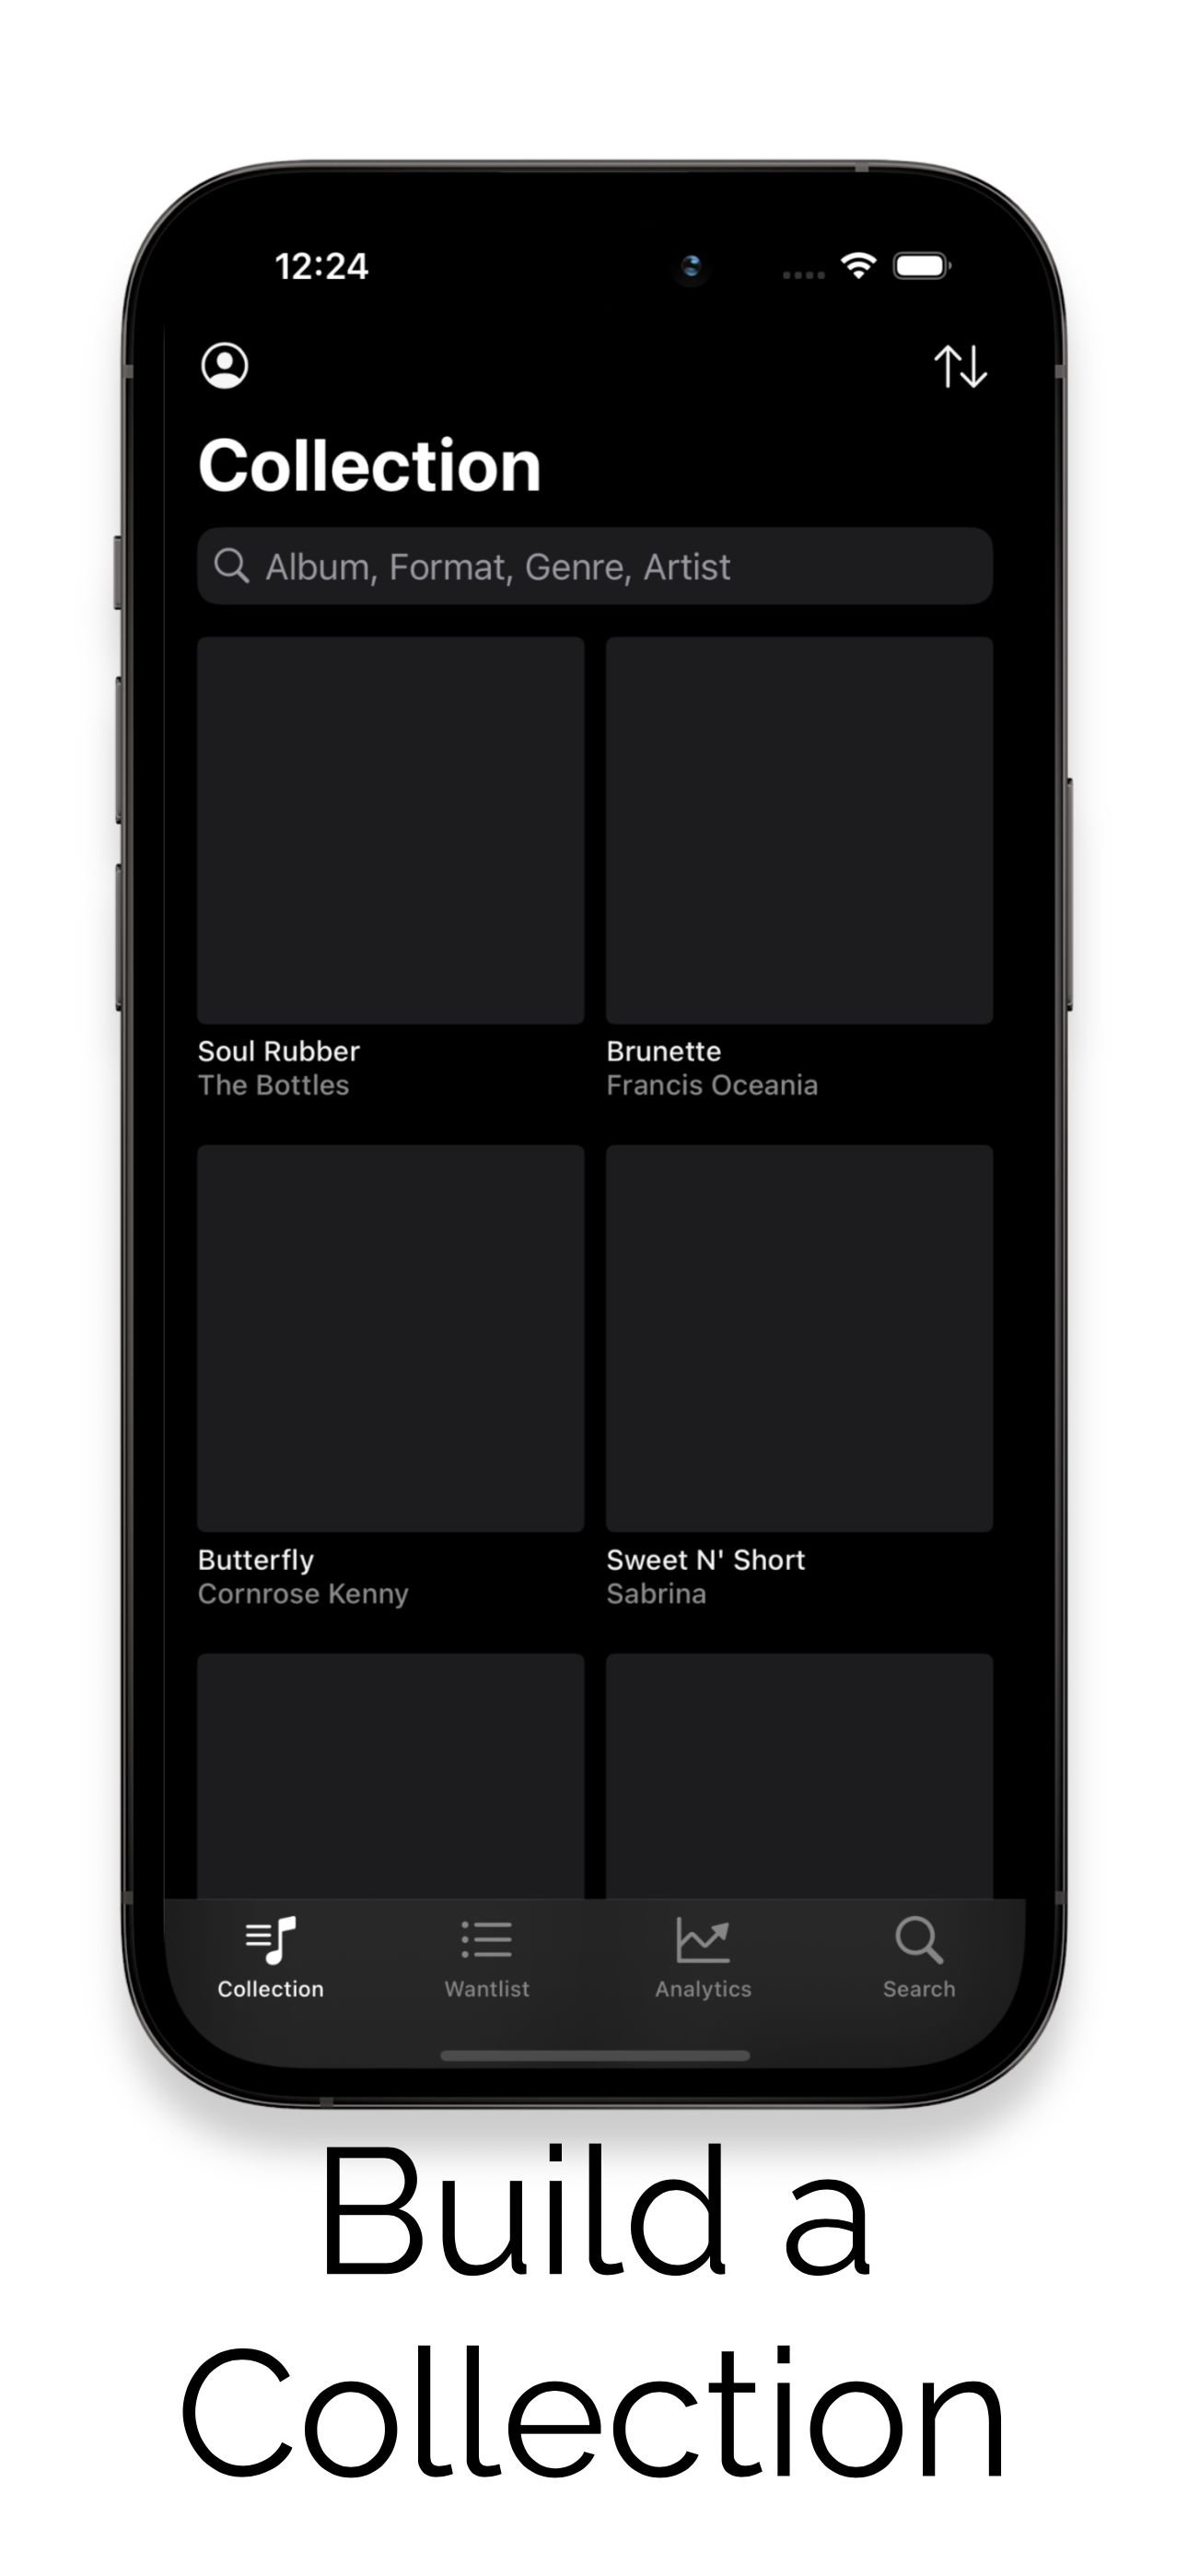 12:24
Collection
Album, Format, Genre, Artist
Soul Rubber
The Bottles
Brunette
Francis Oceania
Butterfly
Cornrose Kenny
Sweet N' Short
Sabrina
Collection
Wantlist
Analytics
Search
Build a
Collection